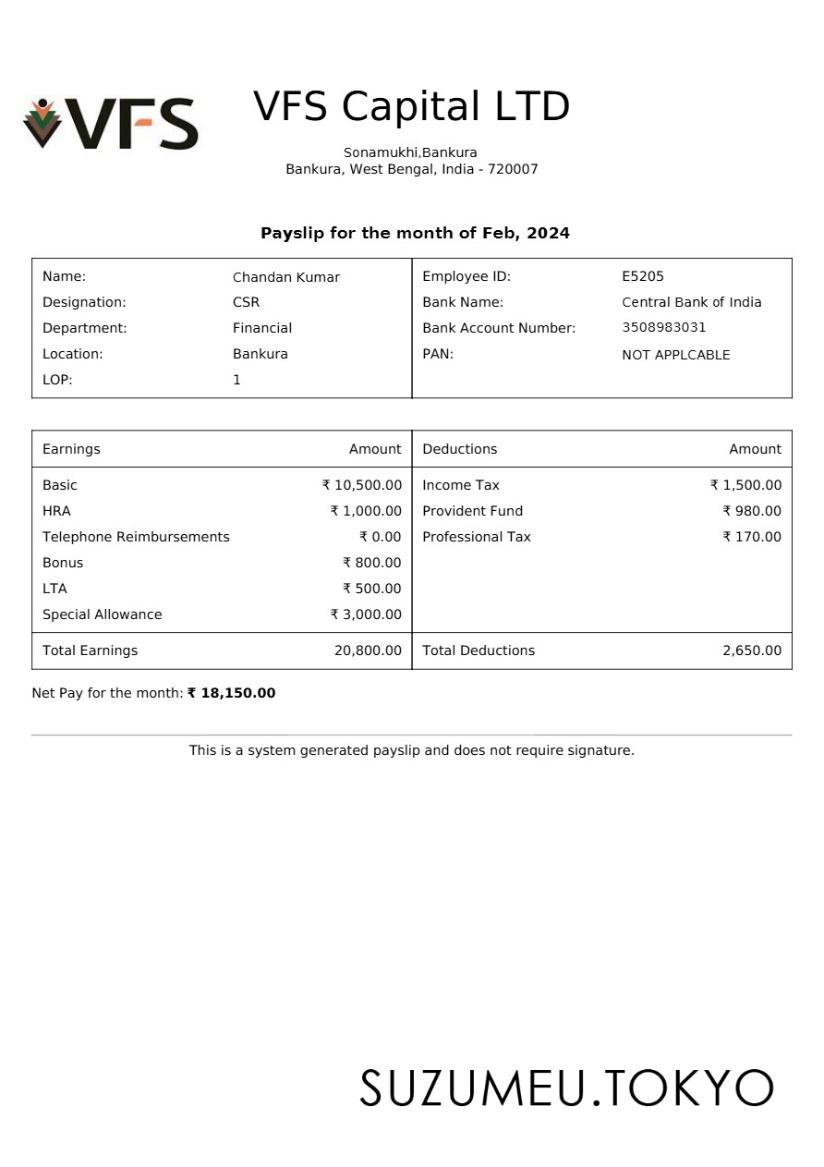 VFS
VFS Capital LTD
Sonamukhi,Bankura
Bankura, West Bengal, India - 720007
Payslip for the month of Feb, 2024
Name: Chandan Kumar Employee ID: E5205
Designation: CSR Bank Name: Central Bank of India
Department: Financial Bank Account Number: 3508983031
Location: Bankura PAN: NOT APPLCABLE
LOP: 1
Earnings Amount Deductions Amount
Basic ₹ 10,500.00 Income Tax ₹ 1,500.00
HRA ₹ 1,000.00 Provident Fund ₹ 980.00
Telephone Reimbursements ₹ 0.00 Professional Tax ₹ 170.00
Bonus ₹ 800.00
LTA ₹ 500.00
Special Allowance ₹ 3,000.00
Total Earnings 20,800.00 Total Deductions 2,650.00
Net Pay for the month: ₹ 18,150.00
This is a system generated payslip and does not require signature.
SUZUMEU.TOKYO